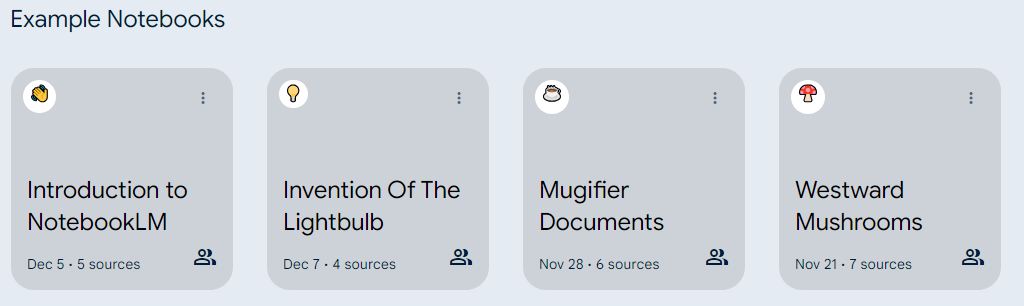 Example Notebooks
Introduction to
NotebookLM
Dec 5 • 5 sources
Invention Of The
Lightbulb
Dec 7 • 4 sources
Mugifier
Documents
Nov 28 • 6 sources
Westward
Mushrooms
Nov 21 • 7 sources